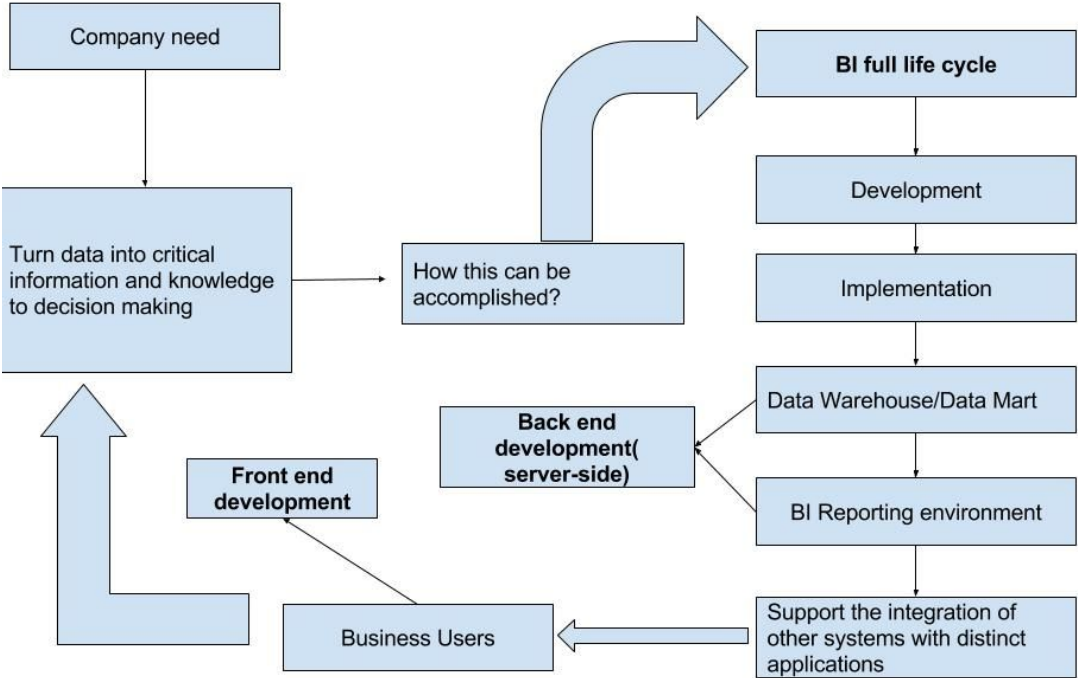 Company need
BI full life cycle
Development
Turn data into critical
information and knowledge
to decision making
How this can be
accomplished?
Implementation
Data Warehouse/Data Mart
Back end
development(
server-side)
Front end
development
BI Reporting environment
Support the integration of
other systems with distinct
applications
Business Users